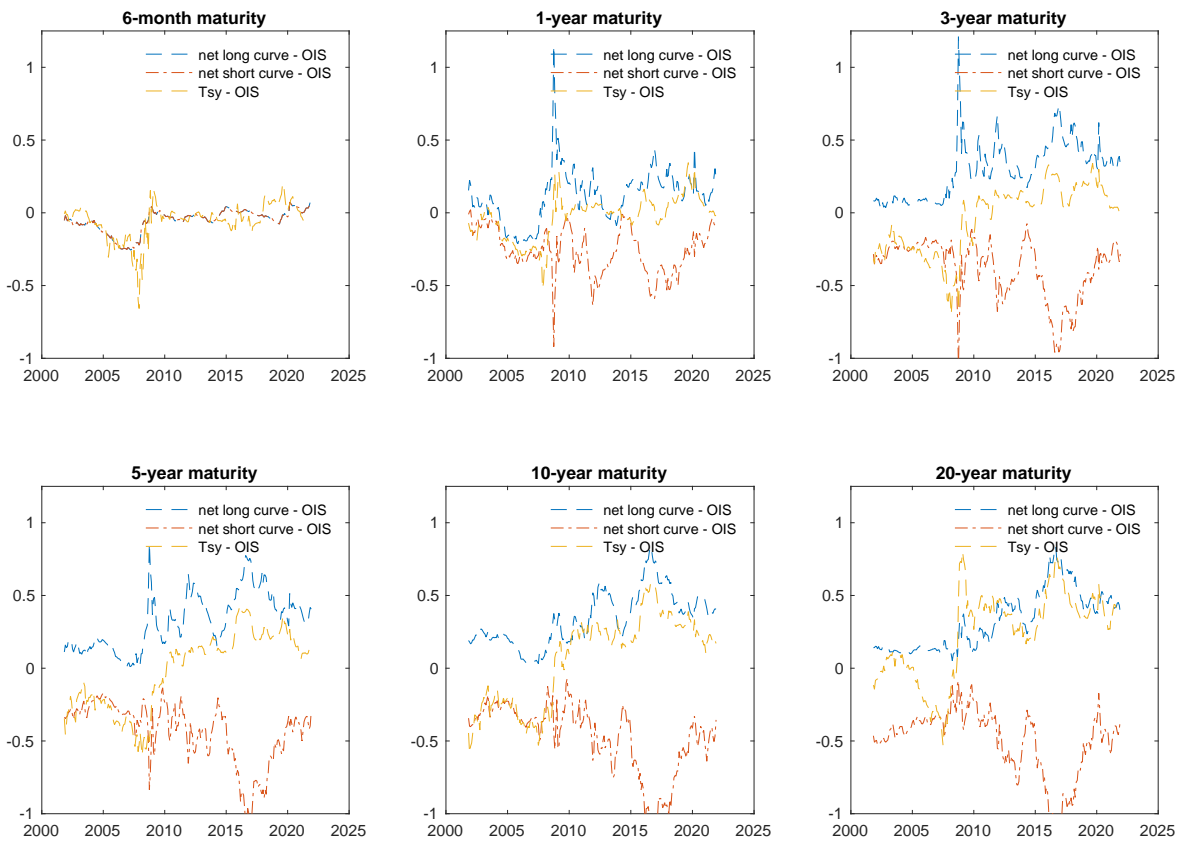 6-month maturity
1
0.5
0
-0.5
-1
2000 2005 2010 2015 2020 2025
net long curve - OIS
net short curve - OIS
Tsy - OIS
1-year maturity
1
0.5
0
-0.5
-1
2000 2005 2010 2015 2020 2025
net long curve - OIS
net short curve - OIS
Tsy - OIS
3-year maturity
1
0.5
0
-0.5
-1
2000 2005 2010 2015 2020 2025
net long curve - OIS
net short curve - OIS
Tsy - OIS
5-year maturity
1
0.5
0
-0.5
-1
2000 2005 2010 2015 2020 2025
net long curve - OIS
net short curve - OIS
Tsy - OIS
10-year maturity
1
0.5
0
-0.5
-1
2000 2005 2010 2015 2020 2025
net long curve - OIS
net short curve - OIS
Tsy - OIS
20-year maturity
1
0.5
0
-0.5
-1
2000 2005 2010 2015 2020 2025
net long curve - OIS
net short curve - OIS
Tsy - OIS